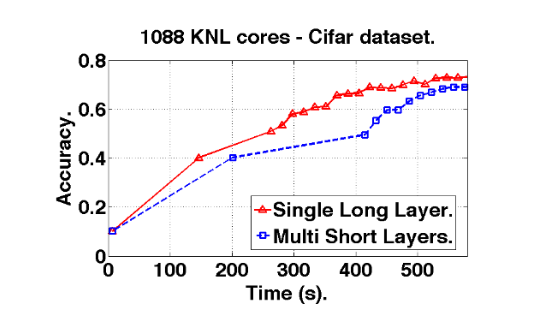 1088 KNL cores - Cifar dataset.
0.8
0.6
0.4
0.2
0
Accuracy.
Single Long Layer.
Multi Short Layers.
0 100 200 300 400 500
Time (s).